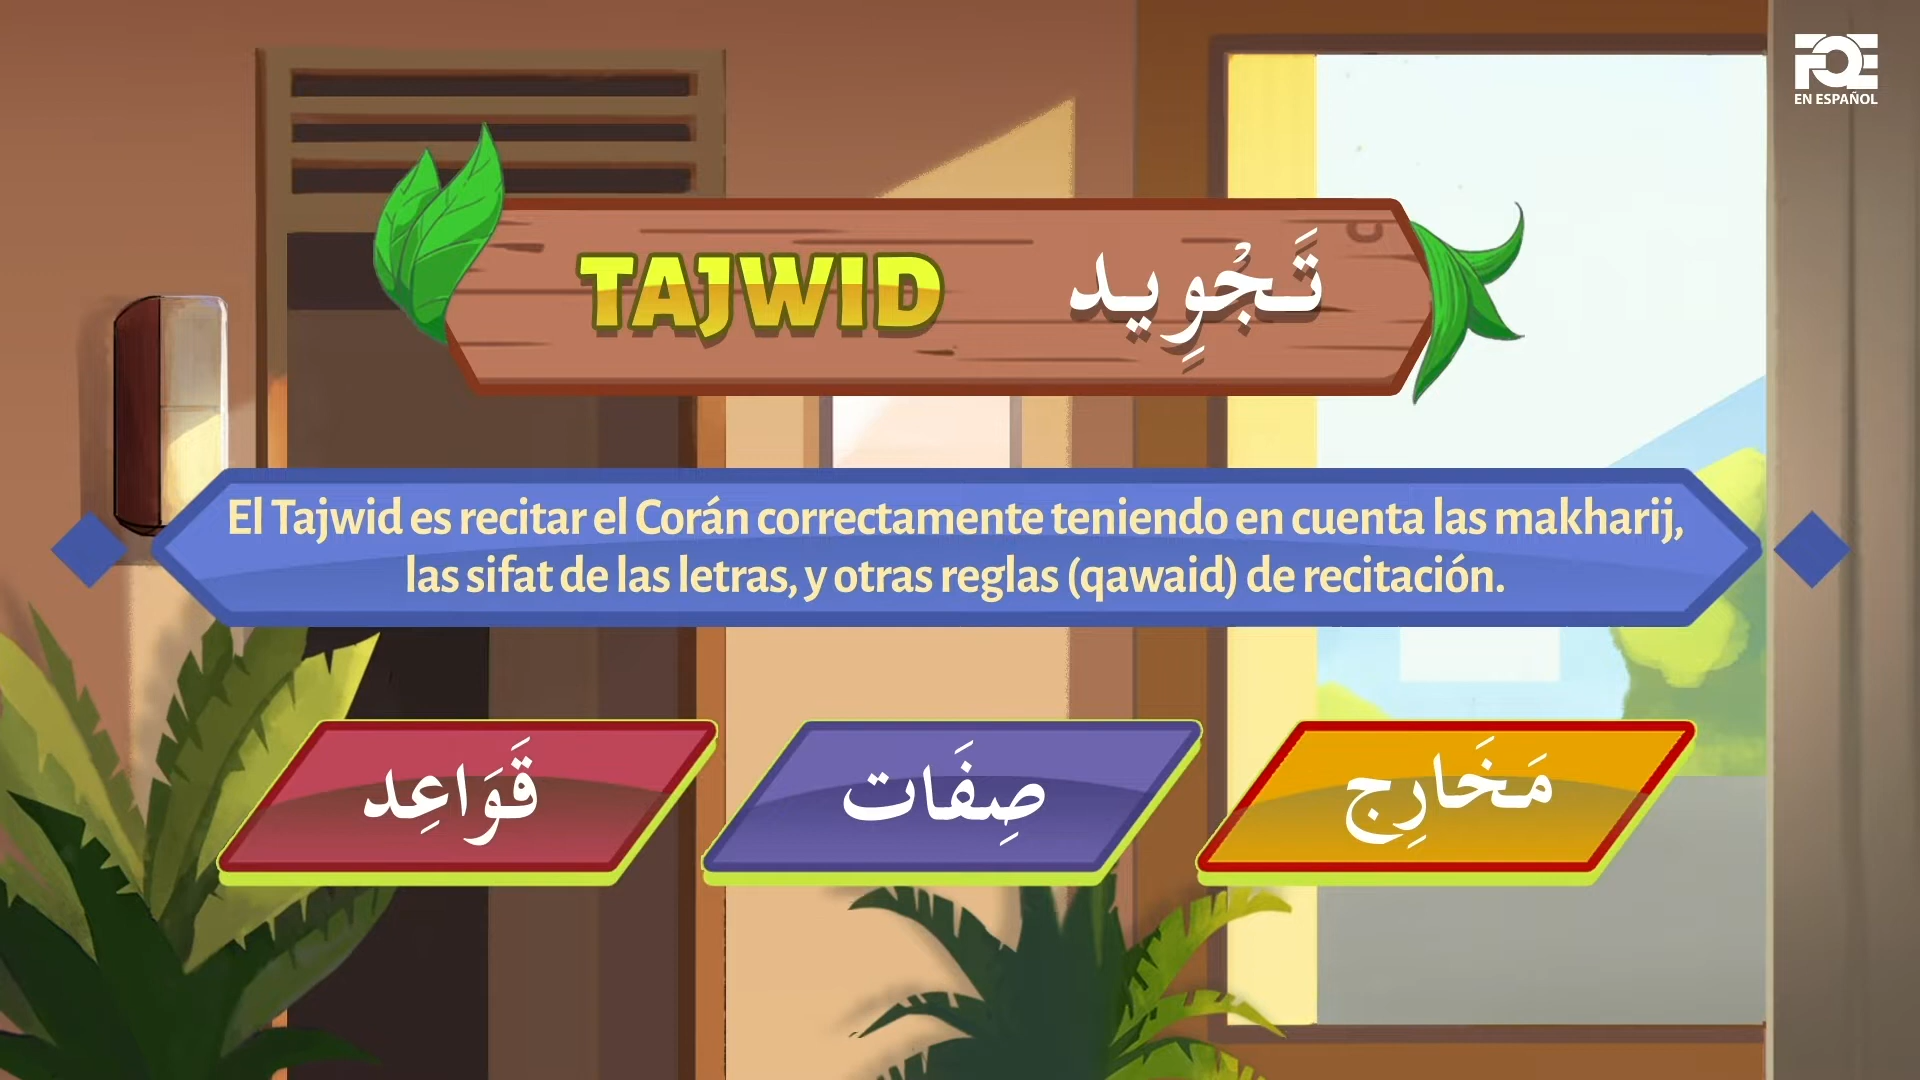 FQE
EN ESPAÑOL
TAJWID تَجْوِيد
El Tajwid es recitar el Corán correctamente teniendo en cuenta las makharij,
las sifat de las letras, y otras reglas (qawaid) de recitación.
مَخَارِج
صِفَات
قَوَاعِد